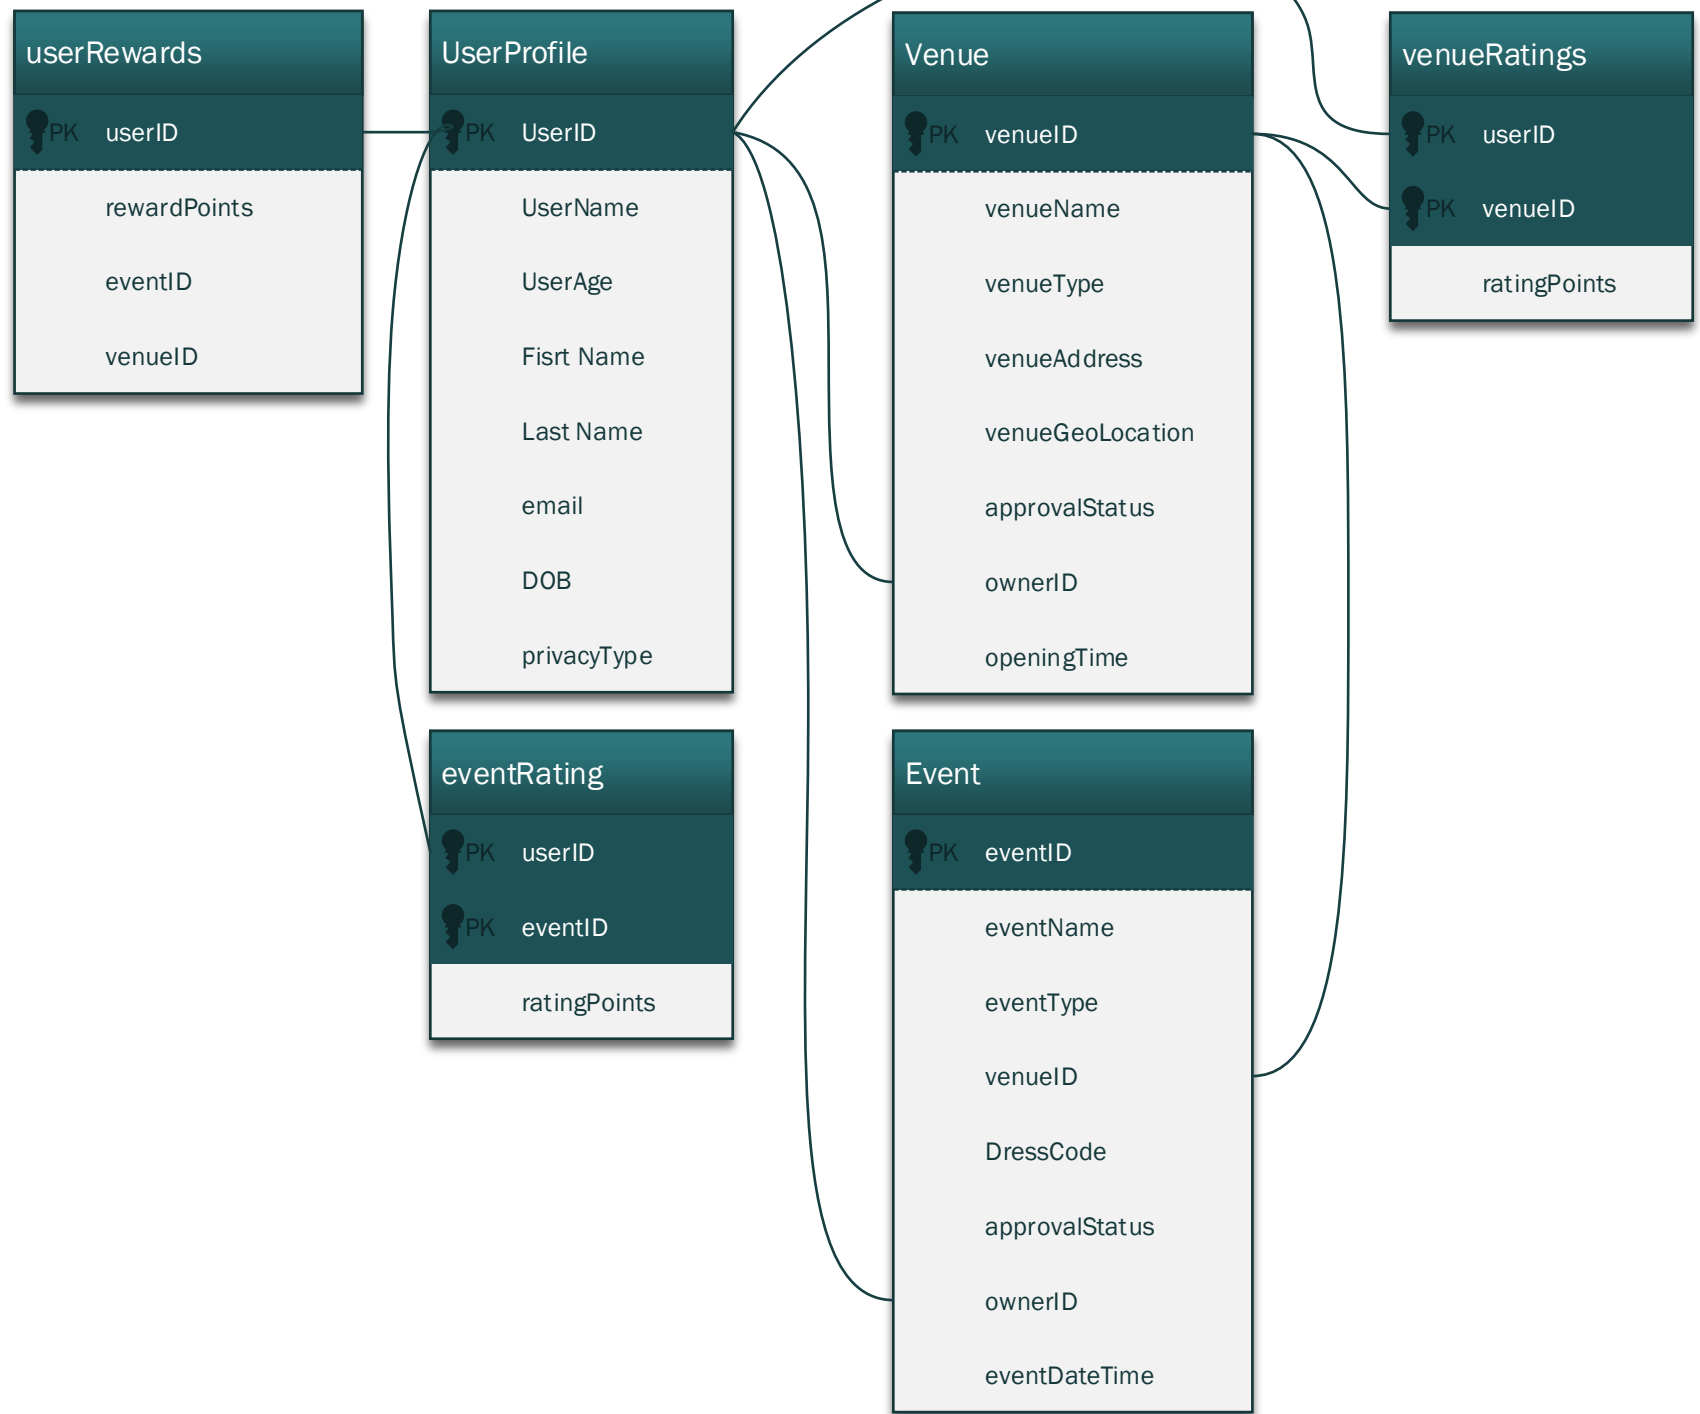 userRewards
PK userID
rewardPoints
eventID
venueID
UserProfile
PK UserID
UserName
UserAge
Fisrt Name
Last Name
email
DOB
privacyType
Venue
PK venueID
venueName
venueType
venueAddress
venueGeoLocation
approvalStatus
ownerID
openingTime
venueRatings
PK userID
PK venueID
ratingPoints
eventRating
PK userID
PK eventID
ratingPoints
Event
PK eventID
eventName
eventType
venueID
DressCode
approvalStatus
ownerID
eventDateTime